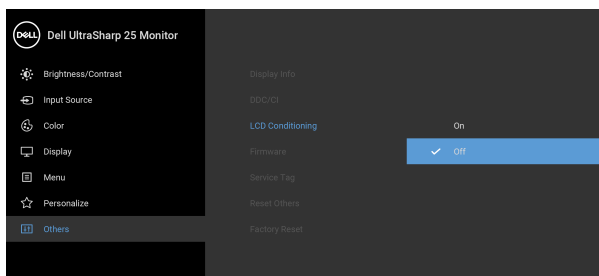 DELL Dell UltraSharp 25 Monitor
Brightness/Contrast
Input Source
Color
Display
Menu
Personalize
Others
Display Info
DDC/CI
LCD Conditioning
Firmware
Service Tag
Reset Others
Factory Reset
On
Off